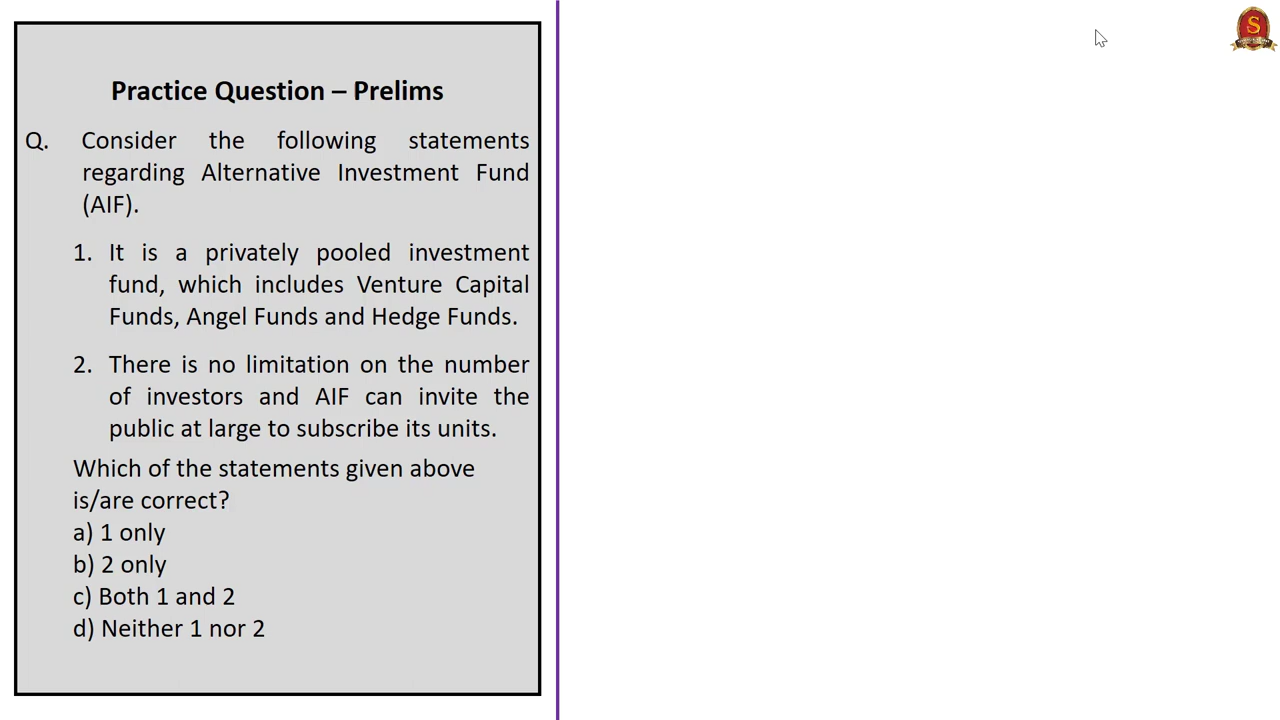 Practice Question – Prelims
Q. Consider the following statements
regarding Alternative Investment Fund
(AIF).
1. It is a privately pooled investment
fund, which includes Venture Capital
Funds, Angel Funds and Hedge Funds.
2. There is no limitation on the number
of investors and AIF can invite the
public at large to subscribe its units.
Which of the statements given above
is/are correct?
a) 1 only
b) 2 only
c) Both 1 and 2
d) Neither 1 nor 2
S